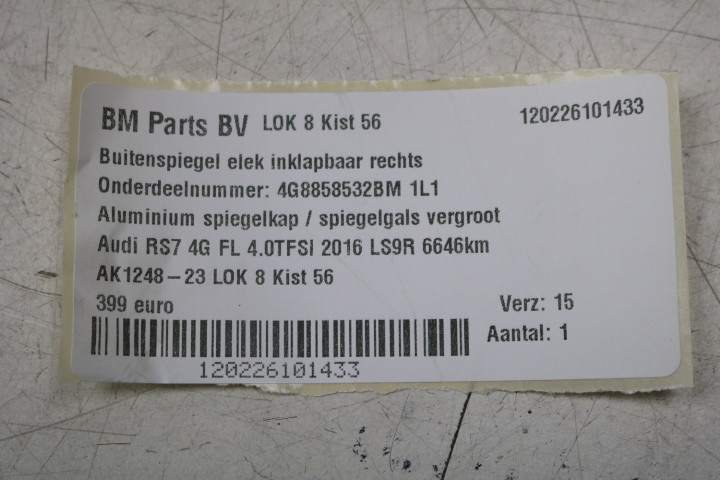 BM Parts BV LOK 8 Kist 56 120226101433
Buitenspiegel elek inklapbaar rechts
Onderdeelnummer: 4G8858532BM 1L1
Aluminium spiegelkap / spiegelgals vergroot
Audi RS7 4G FL 4.0TFSI 2016 LS9R 6646km
AK1248-23 LOK 8 Kist 56
399 euro Verz: 15
Aantal: 1
120226101433